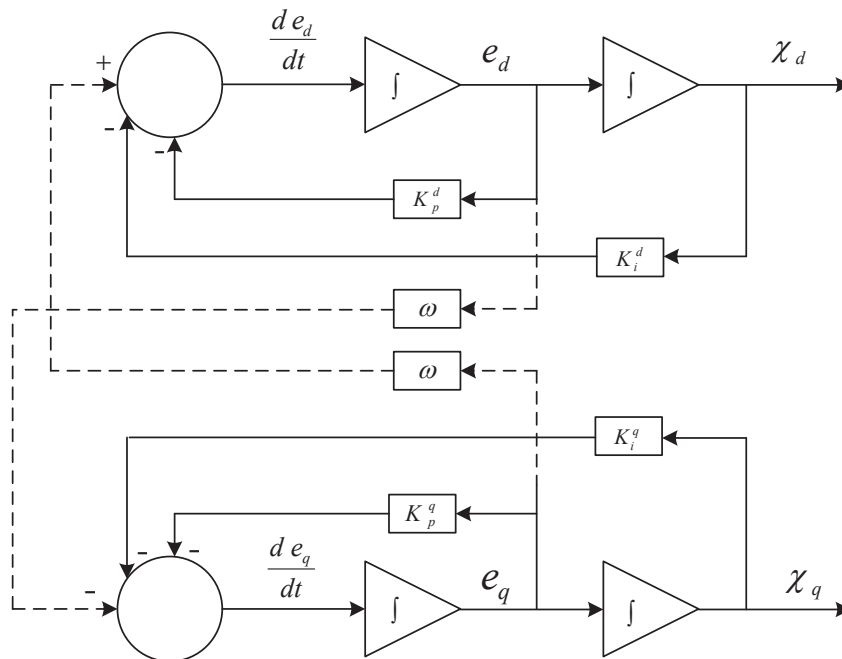 d e_d
dt
e_d
χ_d
+
∫
∫
-
-
K_p^d
K_i^d
ω
ω
K_i^q
K_p^q
-
-
-
d e_q
dt
e_q
χ_q
∫
∫